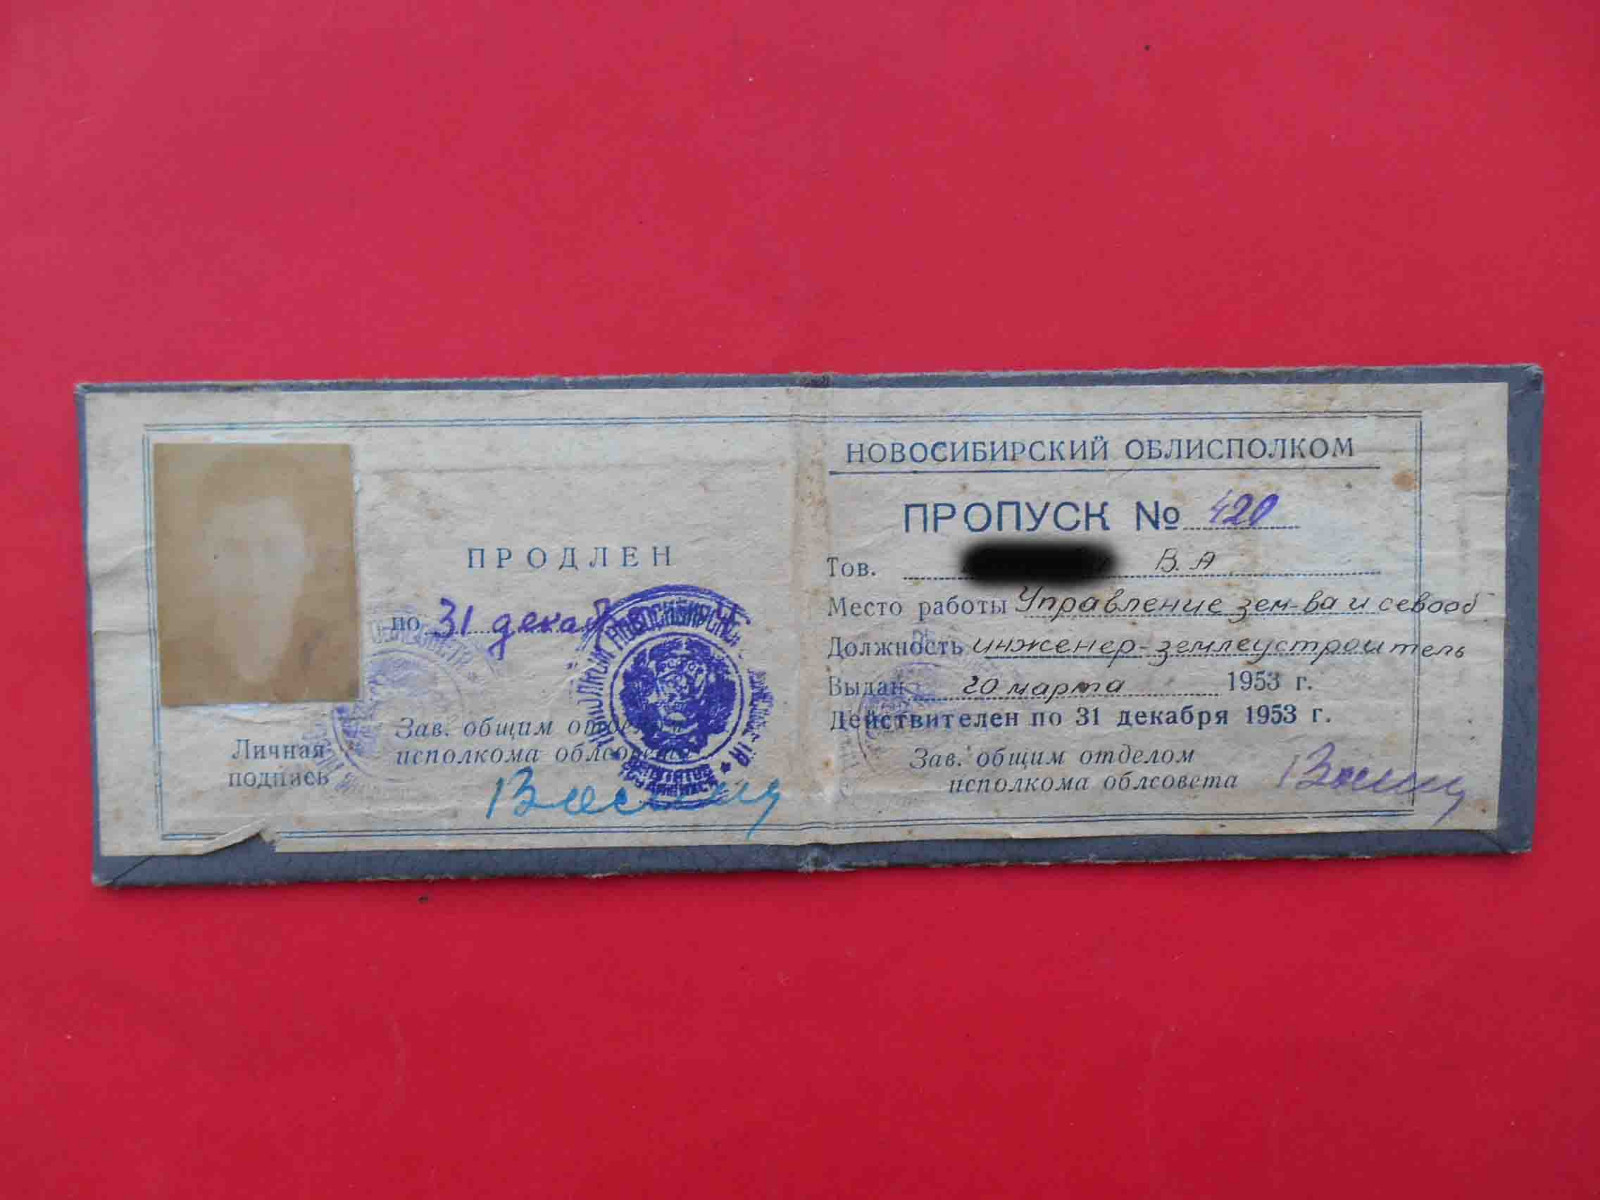 ПРОДЛЕН
по 31 декаб
Зав. общим
исполкома облсовета
Личная
подпись
НОВОСИБИРСКИЙ ОБЛИСПОЛКОМ
ПРОПУСК № 420
Тов. В. А
Место работы Управление зем-ва и севооб
Должность инженер-землеустроитель
Выдан 20 марта 1953 г.
Действителен по 31 декабря 1953 г.
Зав. общим отделом
исполкома облсовета